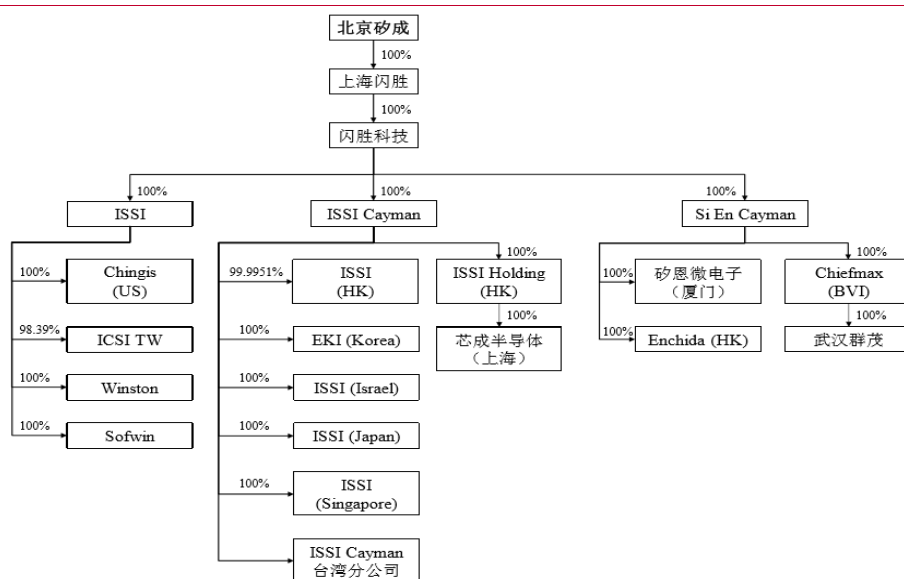 北京矽成
100%
上海闪胜
100%
闪胜科技
100%
100%
100%
ISSI
ISSI Cayman
Si En Cayman
100%
Chingis
(US)
98.39%
ICSI TW
100%
Winston
100%
Sofwin
99.9951%
ISSI
(HK)
100%
EKI (Korea)
100%
ISSI (Israel)
100%
ISSI (Japan)
100%
ISSI
(Singapore)
ISSI Cayman
台湾分公司
100%
ISSI Holding
(HK)
100%
芯成半导体
（上海）
100%
矽恩微电子
（厦门）
100%
Enchida (HK)
100%
Chiefmax
(BVI)
100%
武汉群茂